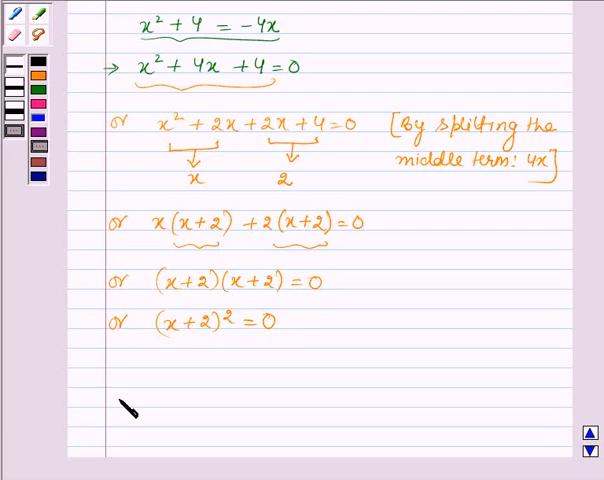 x² + 4 = -4x
→ x² + 4x + 4 = 0
or x² + 2x + 2x + 4 = 0 [By splitting the
middle term: 4x]
x 2
or x(x+2) + 2(x+2) = 0
or (x+2)(x+2) = 0
or (x+2)² = 0